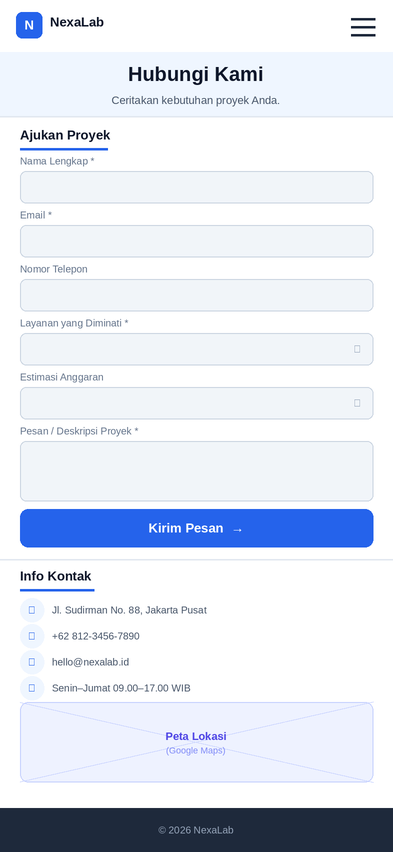 N NexaLab
Hubungi Kami
Ceritakan kebutuhan proyek Anda.
Ajukan Proyek
Nama Lengkap *
Email *
Nomor Telepon
Layanan yang Diminati *
Estimasi Anggaran
Pesan / Deskripsi Proyek *
Kirim Pesan →
Info Kontak
Jl. Sudirman No. 88, Jakarta Pusat
+62 812-3456-7890
hello@nexalab.id
Senin–Jumat 09.00–17.00 WIB
Peta Lokasi
(Google Maps)
© 2026 NexaLab